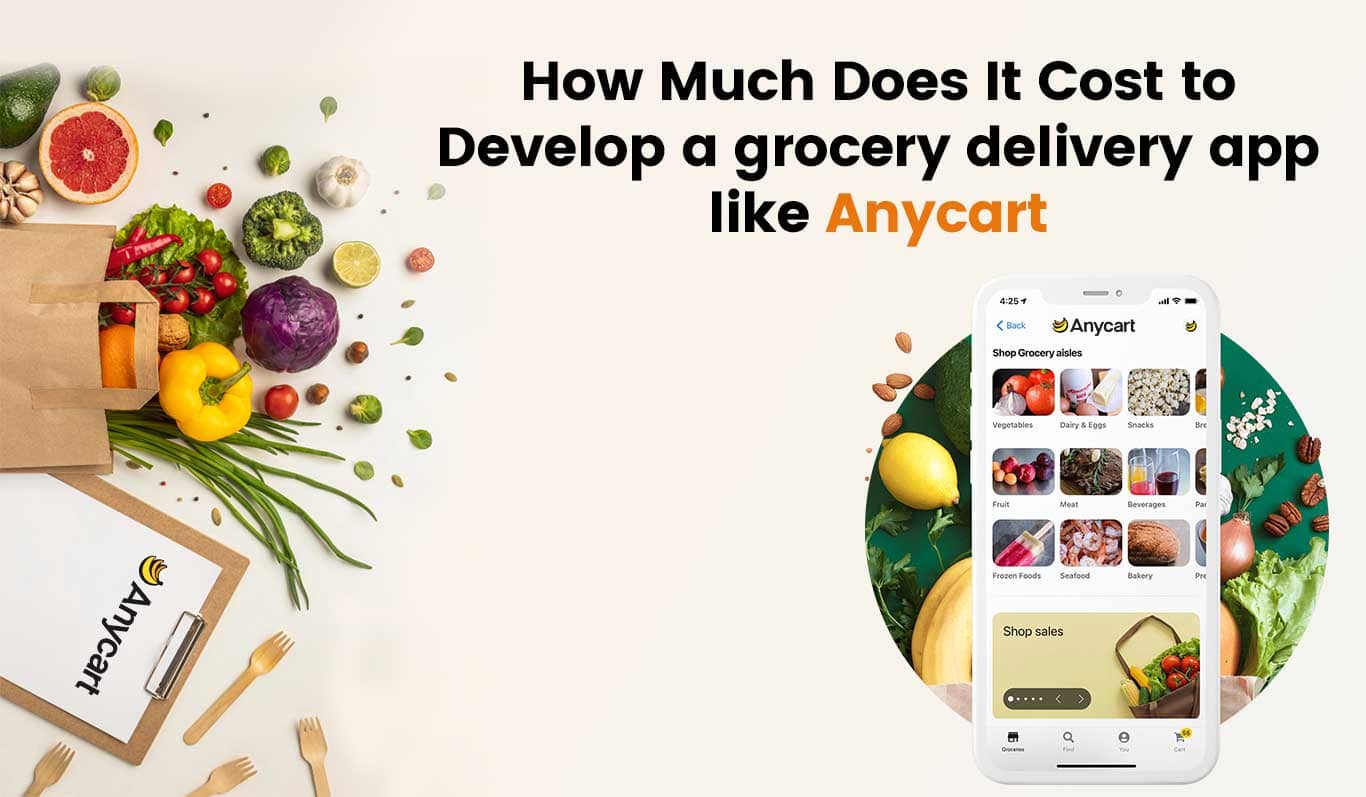 How Much Does It Cost to
Develop a grocery delivery app
like Anycart
4:25
Back
Anycart
Shop Grocery aisles
Vegetables
Dairy & Eggs
Snacks
Bre
Fruit
Meat
Beverages
Par
Frozen Foods
Seafood
Bakery
Pre
Shop sales
Groceries
Find
You
Cart
Anycart